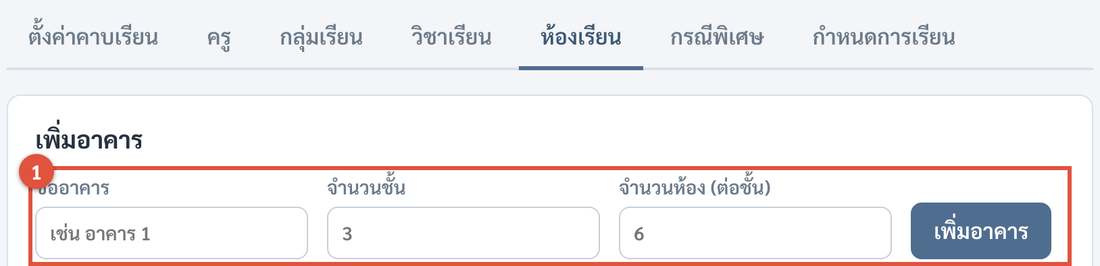 ตั้งค่าคาบเรียน ครู กลุ่มเรียน วิชาเรียน ห้องเรียน กรณีพิเศษ กำหนดการเรียน
เพิ่มอาคาร
1
จำนวนชั้น จำนวนห้อง (ต่อชั้น)
เช่น อาคาร 1 3 6 เพิ่มอาคาร